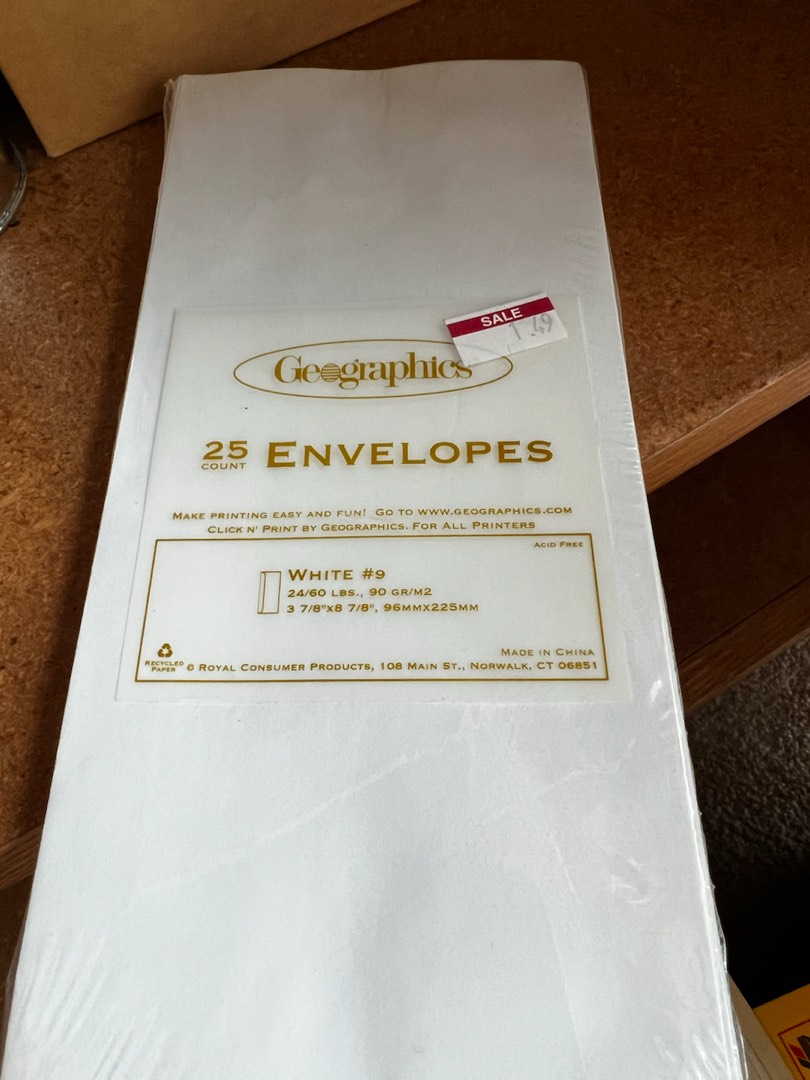 SALE
1.49
Geographics
25 COUNT ENVELOPES
MAKE PRINTING EASY AND FUN! GO TO WWW.GEOGRAPHICS.COM
CLICK N' PRINT BY GEOGRAPHICS. FOR ALL PRINTERS
ACID FREE
WHITE #9
24/60 LBS., 90 GR/M2
3 7/8"X8 7/8", 96MMX225MM
MADE IN CHINA
RECYCLED PAPER
© ROYAL CONSUMER PRODUCTS, 108 MAIN ST., NORWALK, CT 06851